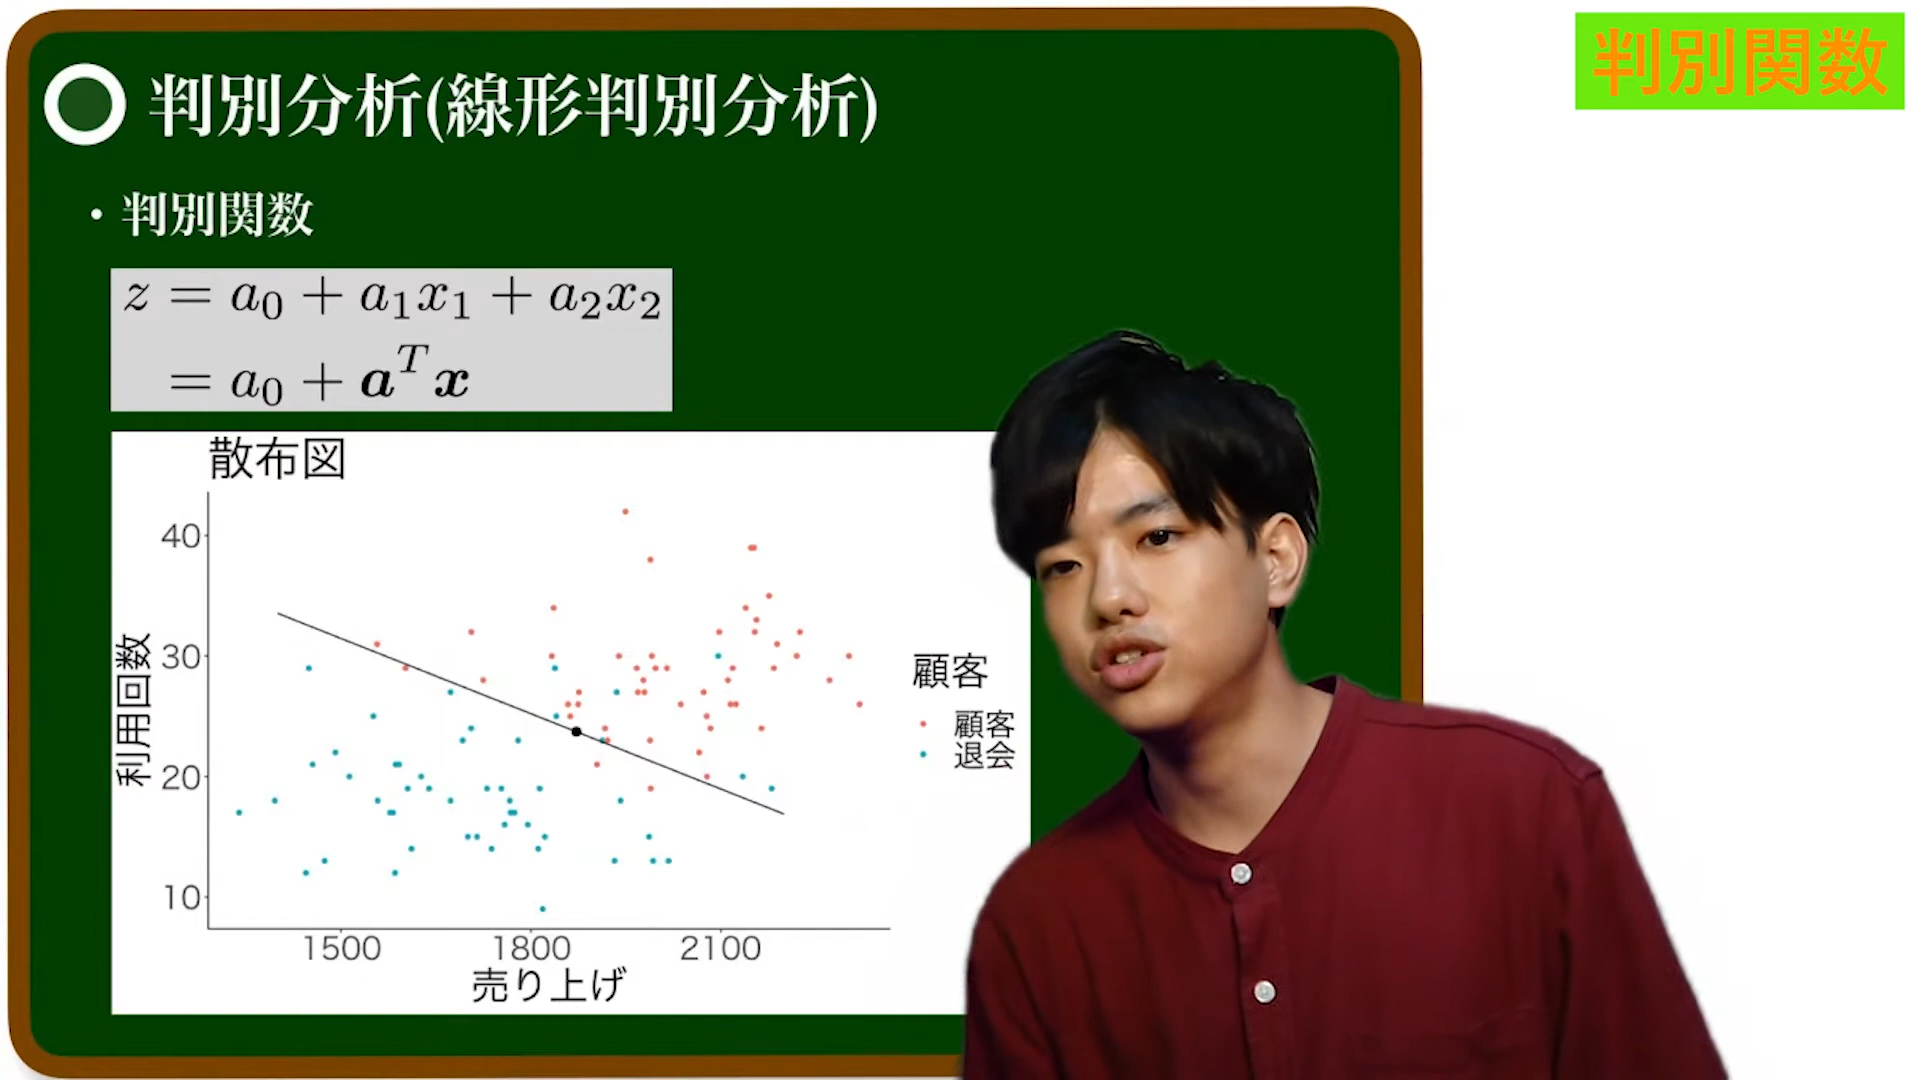 判別関数
判別分析(線形判別分析)
・判別関数
z = a₀ + a₁x₁ + a₂x₂
= a₀ + aᵀx
散布図
40
30
20
10
利用回数
1500 1800 2100
売り上げ
顧客
顧客
退会